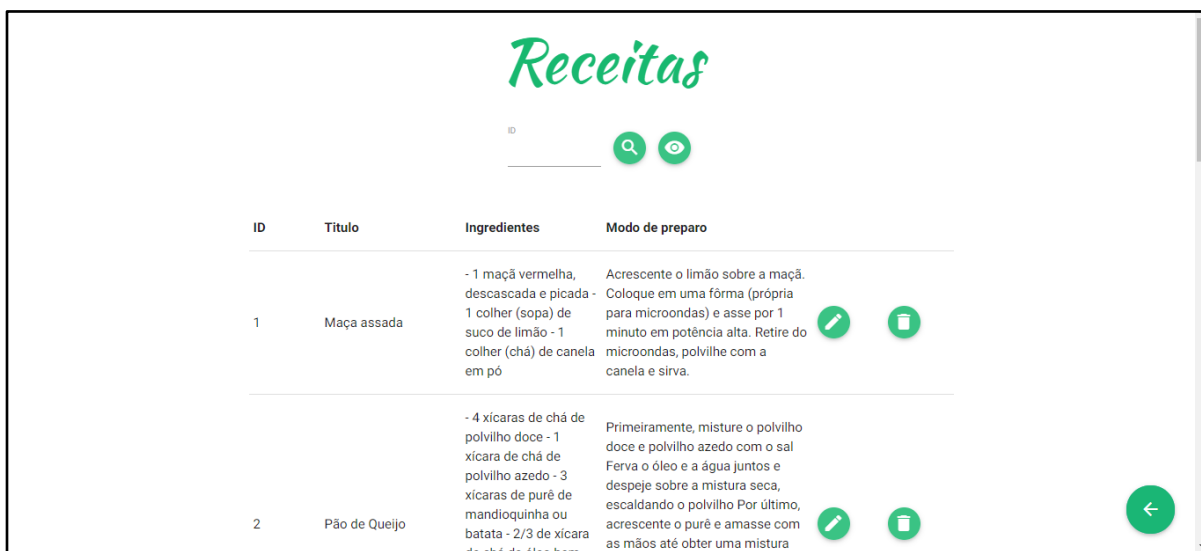 Receitas
ID
ID Titulo Ingredientes Modo de preparo
1
Maça assada
- 1 maçã vermelha,
descascada e picada -
1 colher (sopa) de
suco de limão - 1
colher (chá) de canela
em pó
Acrescente o limão sobre a maçã.
Coloque em uma fôrma (própria
para microondas) e asse por 1
minuto em potência alta. Retire do
microondas, polvilhe com a
canela e sirva.
2
Pão de Queijo
- 4 xícaras de chá de
polvilho doce - 1
xícara de chá de
polvilho azedo - 3
xícaras de purê de
mandioquinha ou
batata - 2/3 de xícara
de chá de óleo bem
Primeiramente, misture o polvilho
doce e polvilho azedo com o sal
Ferva o óleo e a água juntos e
despeje sobre a mistura seca,
escaldando o polvilho Por último,
acrescente o purê e amasse com
as mãos até obter uma mistura